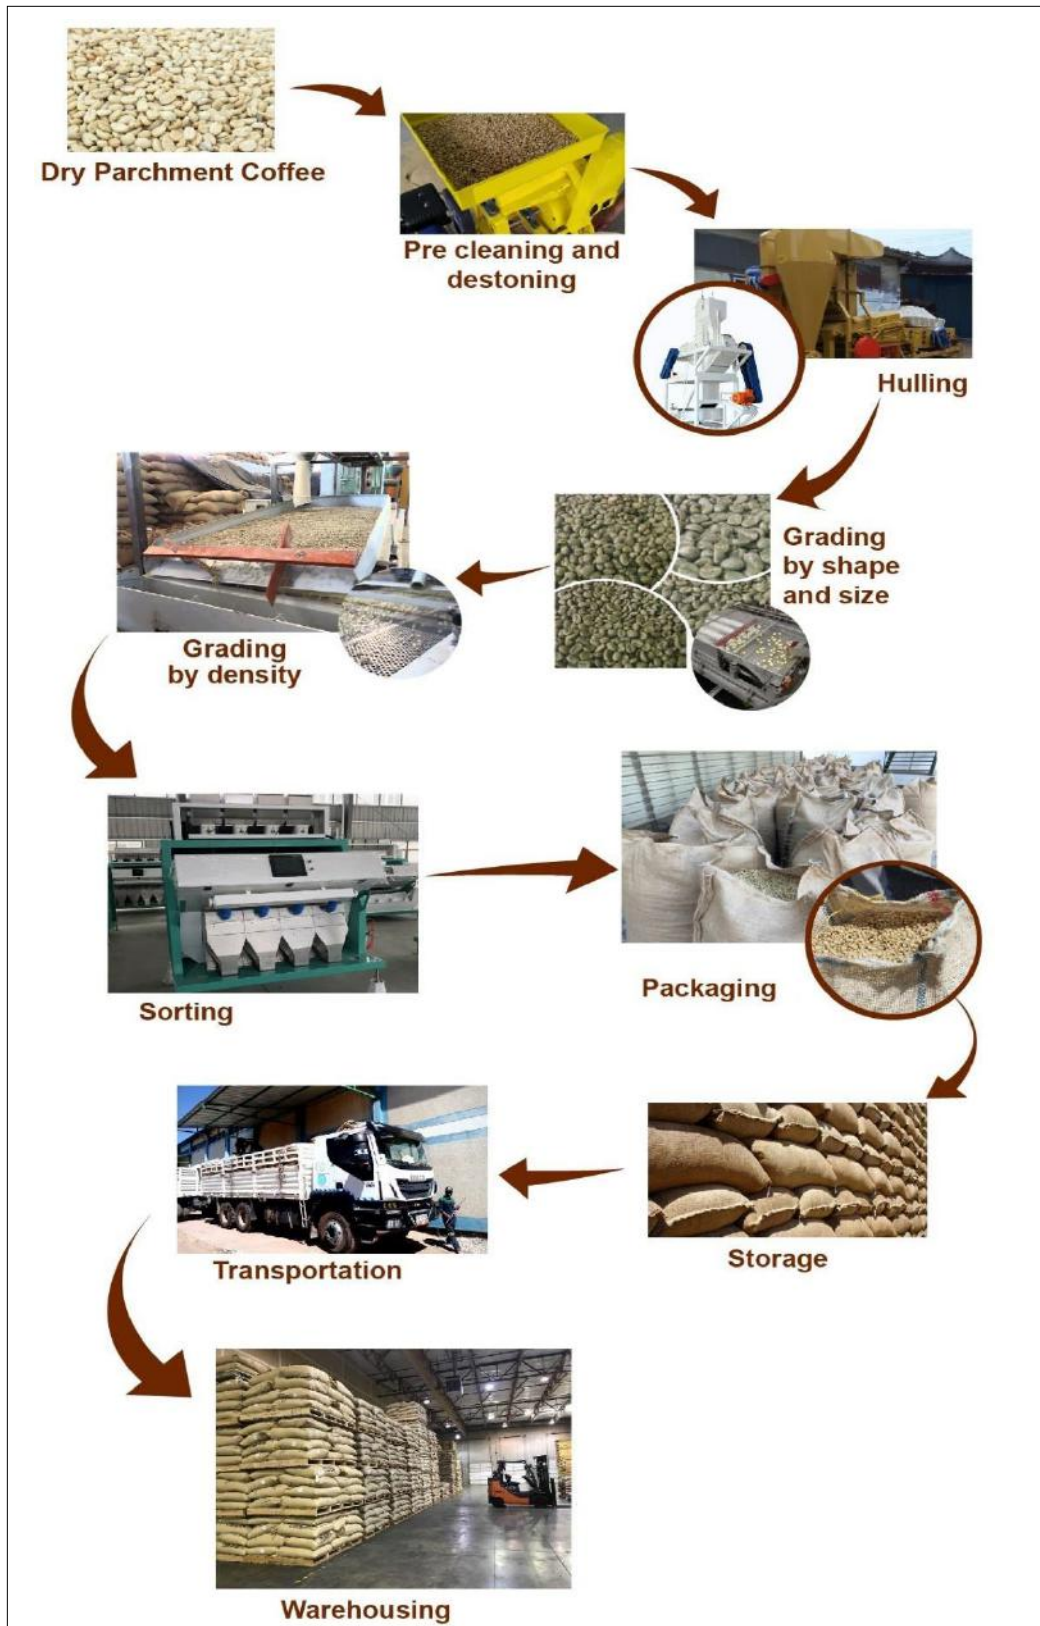 Dry Parchment Coffee
Pre cleaning and
destoning
Hulling
Grading
by shape
and size
Grading
by density
Sorting
Packaging
Storage
Transportation
Warehousing